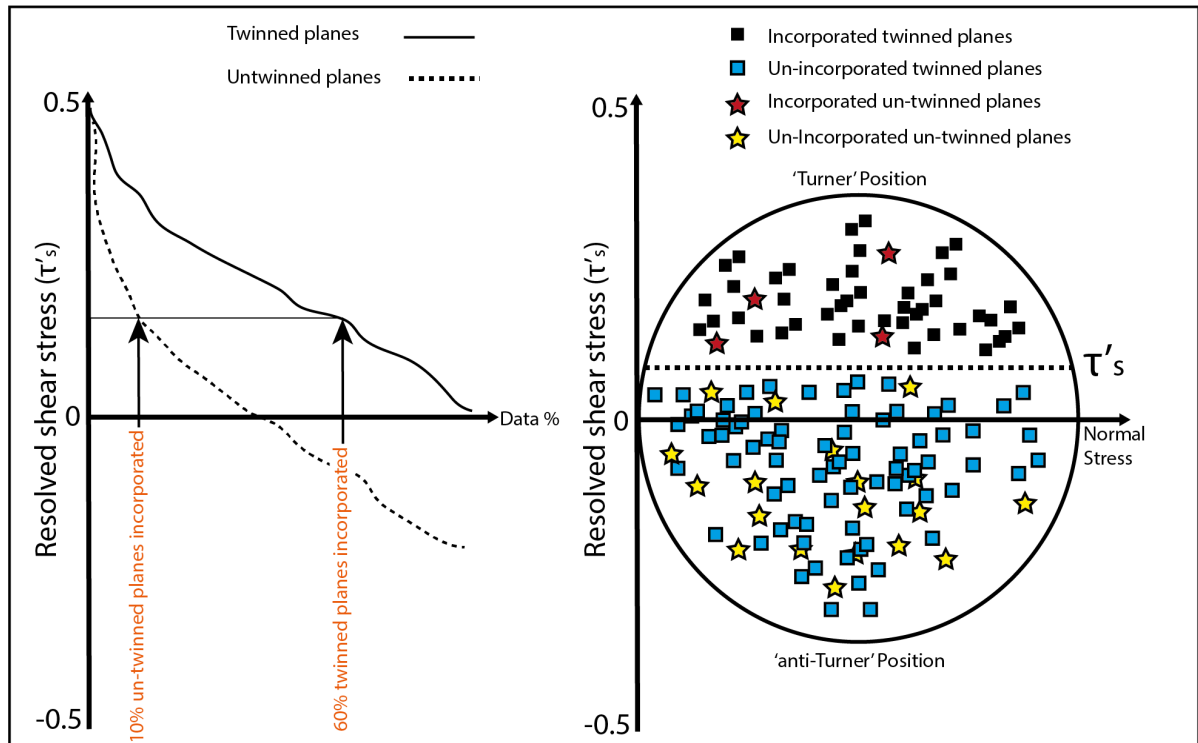 Twinned planes
Untwinned planes
0.5
0
-0.5
Resolved shear stress (τ's)
Data %
10% un-twinned planes incorporated
60% twinned planes incorporated
Incorporated twinned planes
Un-incorporated twinned planes
Incorporated un-twinned planes
Un-Incorporated un-twinned planes
0.5
0
-0.5
Resolved shear stress (τ's)
'Turner' Position
τ's
Normal
Stress
'anti-Turner' Position